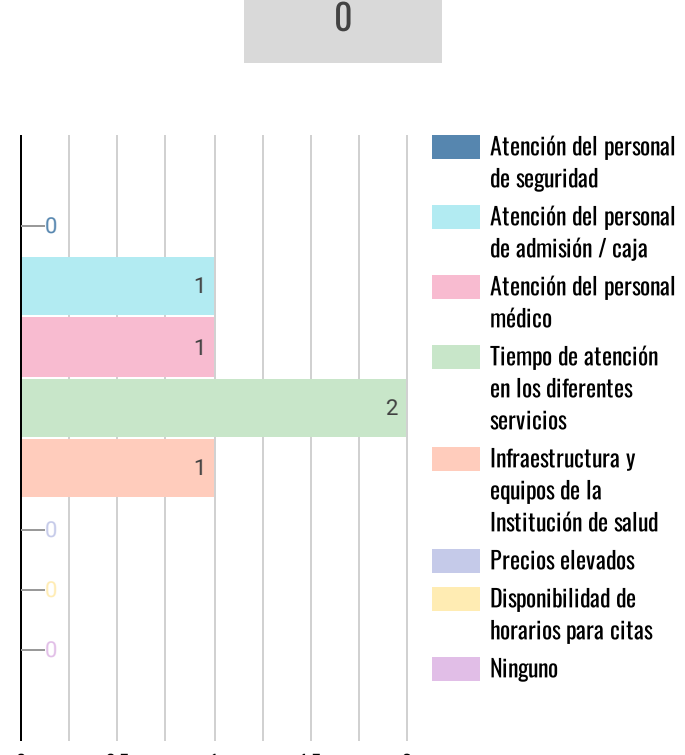 0
0
1
1
2
1
0
0
0
Atención del personal
de seguridad
Atención del personal
de admisión / caja
Atención del personal
médico
Tiempo de atención
en los diferentes
servicios
Infraestructura y
equipos de la
Institución de salud
Precios elevados
Disponibilidad de
horarios para citas
Ninguno